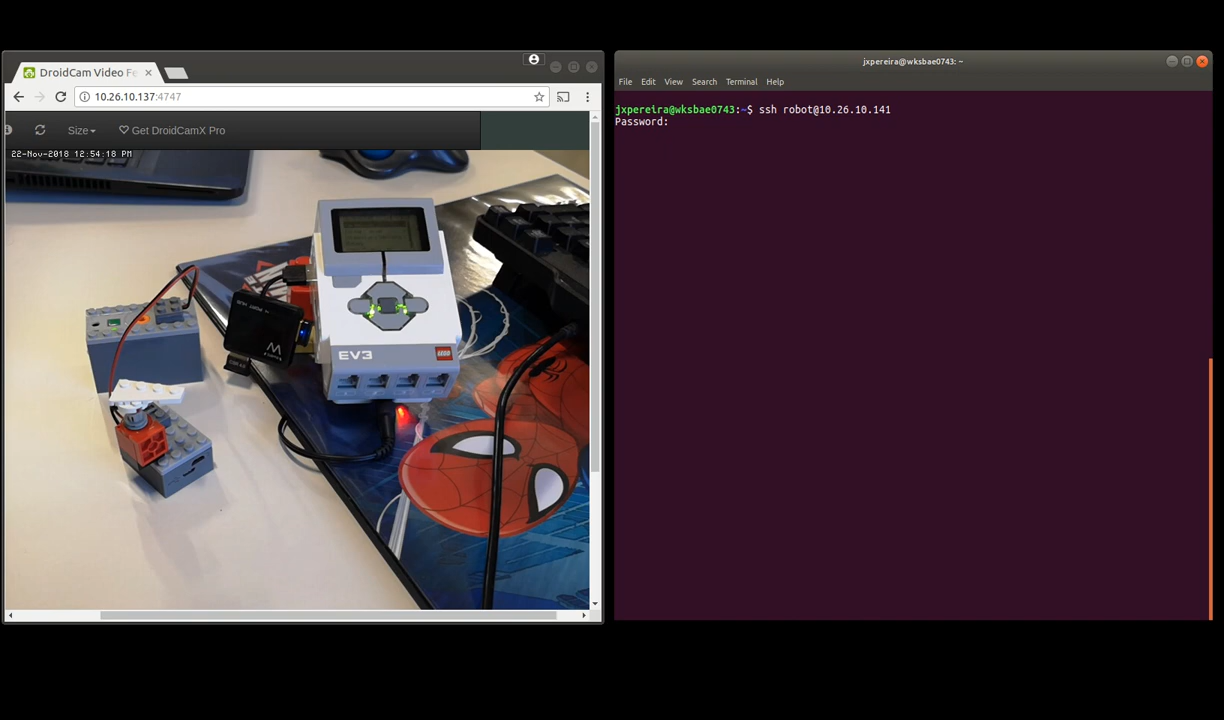 DroidCam Video Fe
10.26.10.137:4747
Size
Get DroidCamX Pro
22-Nov-2018 12:54:18 PM
EV3
LEGO
jxpereira@wksbae0743: ~
File Edit View Search Terminal Help
jxpereira@wksbae0743:~$ ssh robot@10.26.10.141
Password: